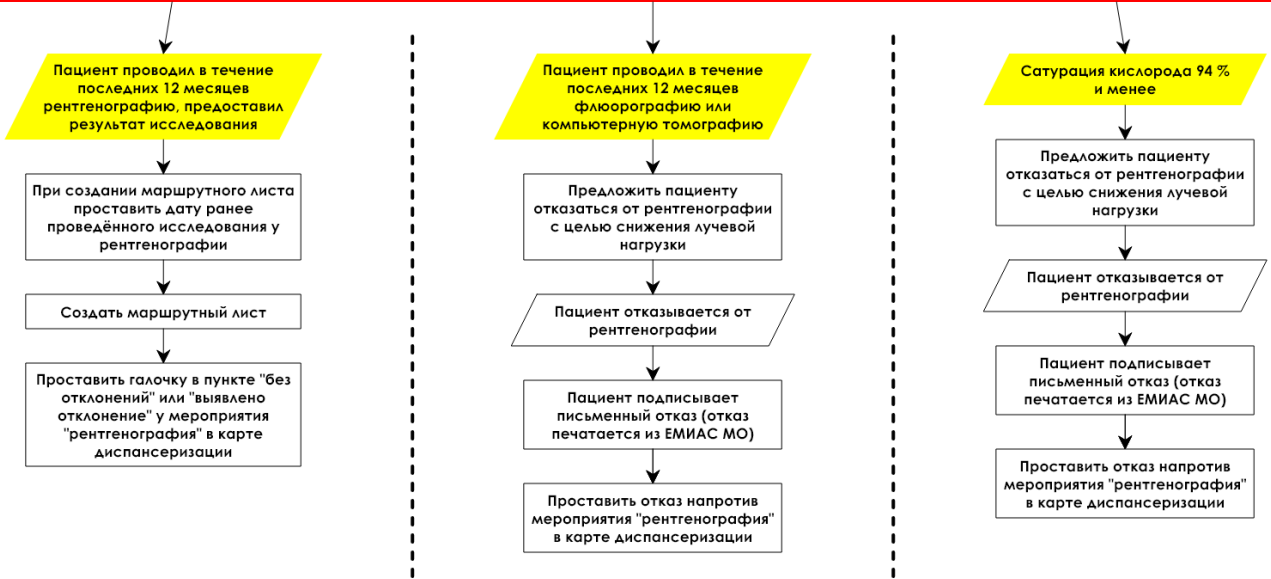 Пациент проводил в течение
последних 12 месяцев
рентгенографию, предоставил
результат исследования
При создании маршрутного листа
проставить дату ранее
проведённого исследования у
рентгенографии
Создать маршрутный лист
Проставить галочку в пункте "без
отклонений" или "выявлено
отклонение" у мероприятия
"рентгенография" в карте
диспансеризации
Пациент проводил в течение
последних 12 месяцев
флюорографию или
компьютерную томографию
Предложить пациенту
отказаться от рентгенографии
с целью снижения лучевой
нагрузки
Пациент отказывается от
рентгенографии
Пациент подписывает
письменный отказ (отказ
печатается из ЕМИАС МО)
Проставить отказ напротив
мероприятия "рентгенография"
в карте диспансеризации
Сатурация кислорода 94 %
и менее
Предложить пациенту
отказаться от рентгенографии
с целью снижения лучевой
нагрузки
Пациент отказывается от
рентгенографии
Пациент подписывает
письменный отказ (отказ
печатается из ЕМИАС МО)
Проставить отказ напротив
мероприятия "рентгенография"
в карте диспансеризации